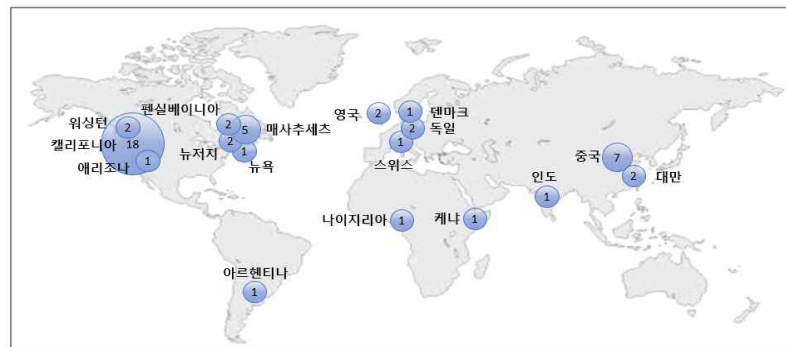 펜실베이니아 2
워싱턴 2
5 매사추세츠
캘리포니아 18
뉴저지 2
1 뉴욕
애리조나 1
영국 2
1 덴마크
2 독일
1
스위스
중국 7
2 대만
인도
1
나이지리아 1
케냐 1
아르헨티나
1